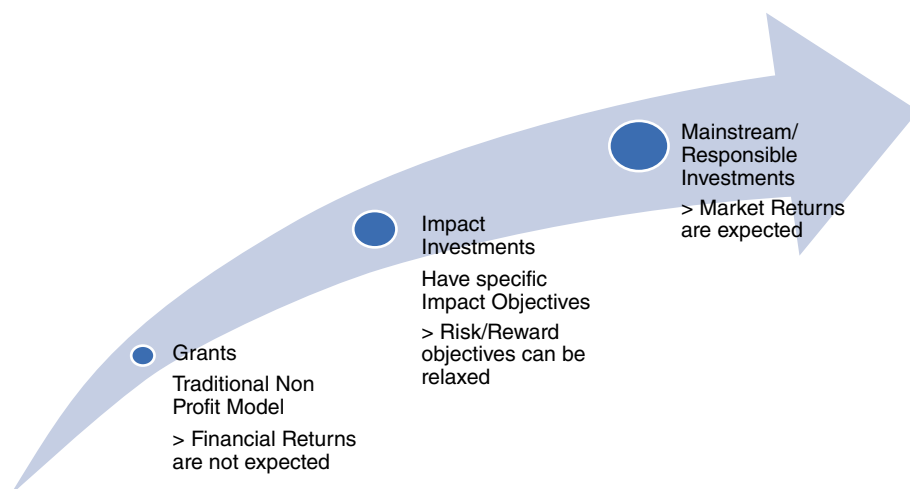 Grants
Traditional Non
Profit Model
> Financial Returns
are not expected
Impact
Investments
Have specific
Impact Objectives
> Risk/Reward
objectives can be
relaxed
Mainstream/
Responsible
Investments
> Market Returns
are expected